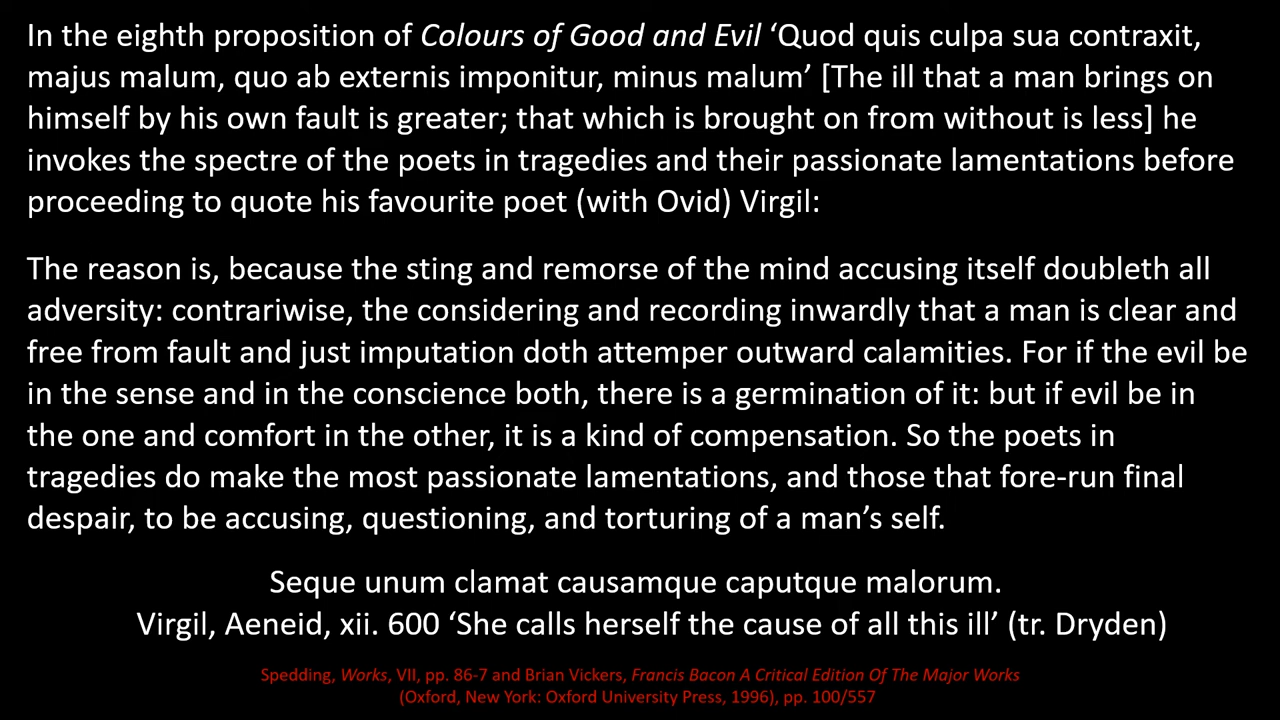 In the eighth proposition of Colours of Good and Evil ‘Quod quis culpa sua contraxit,
majus malum, quo ab externis imponitur, minus malum’ [The ill that a man brings on
himself by his own fault is greater; that which is brought on from without is less] he
invokes the spectre of the poets in tragedies and their passionate lamentations before
proceeding to quote his favourite poet (with Ovid) Virgil:
The reason is, because the sting and remorse of the mind accusing itself doubleth all
adversity: contrariwise, the considering and recording inwardly that a man is clear and
free from fault and just imputation doth attemper outward calamities. For if the evil be
in the sense and in the conscience both, there is a germination of it: but if evil be in
the one and comfort in the other, it is a kind of compensation. So the poets in
tragedies do make the most passionate lamentations, and those that fore-run final
despair, to be accusing, questioning, and torturing of a man’s self.
Seque unum clamat causamque caputque malorum.
Virgil, Aeneid, xii. 600 ‘She calls herself the cause of all this ill’ (tr. Dryden)
Spedding, Works, VII, pp. 86-7 and Brian Vickers, Francis Bacon A Critical Edition Of The Major Works
(Oxford, New York: Oxford University Press, 1996), pp. 100/557